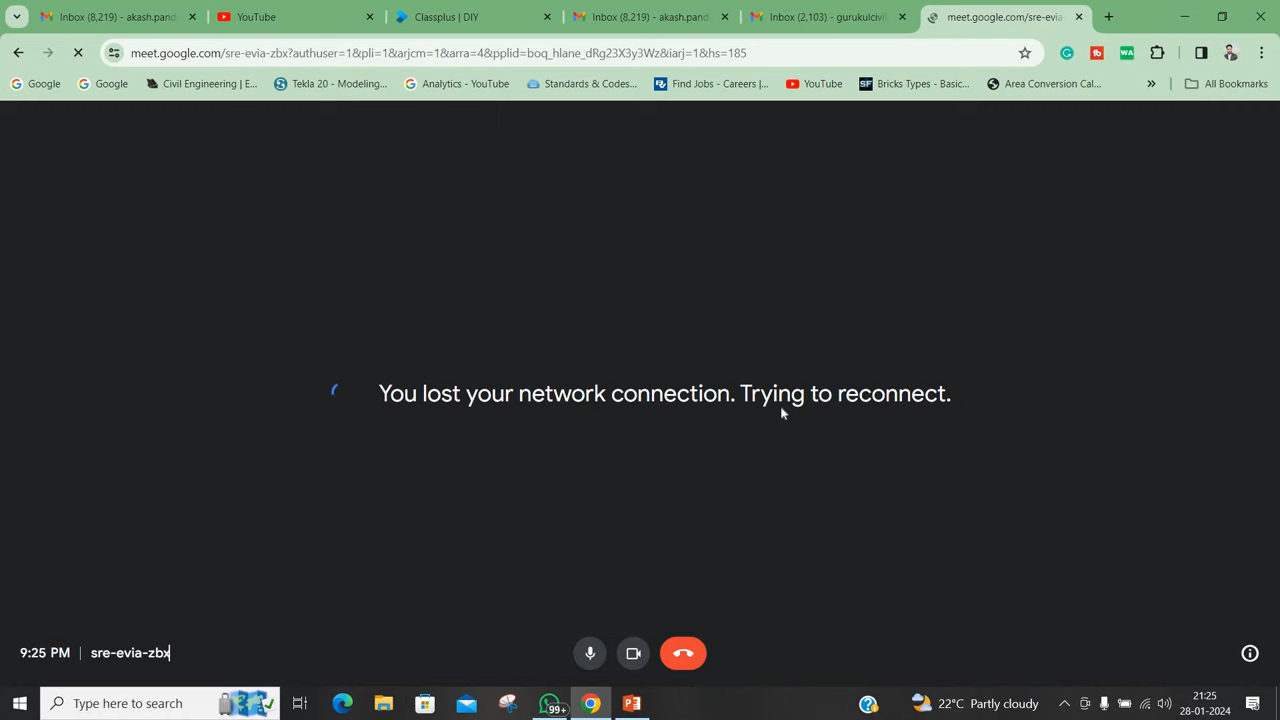 Inbox (8,219) - akash.pand
YouTube
Classplus | DIY
Inbox (8,219) - akash.pand
Inbox (2,103) - gurukulcivil
meet.google.com/sre-evia-
meet.google.com/sre-evia-zbx?authuser=1&pli=1&arjcm=1&arra=4&pplid=boq_hlane_dRg23X3y3Wz&iarj=1&hs=185
Google
Google
Civil Engineering | E...
Tekla 20 - Modeling...
Analytics - YouTube
Standards & Codes...
Find Jobs - Careers |...
YouTube
Bricks Types - Basic...
Area Conversion Cal...
»
All Bookmarks
You lost your network connection. Trying to reconnect.
9:25 PM | sre-evia-zbx
Type here to search
99+
22°C Partly cloudy
21:25
28-01-2024